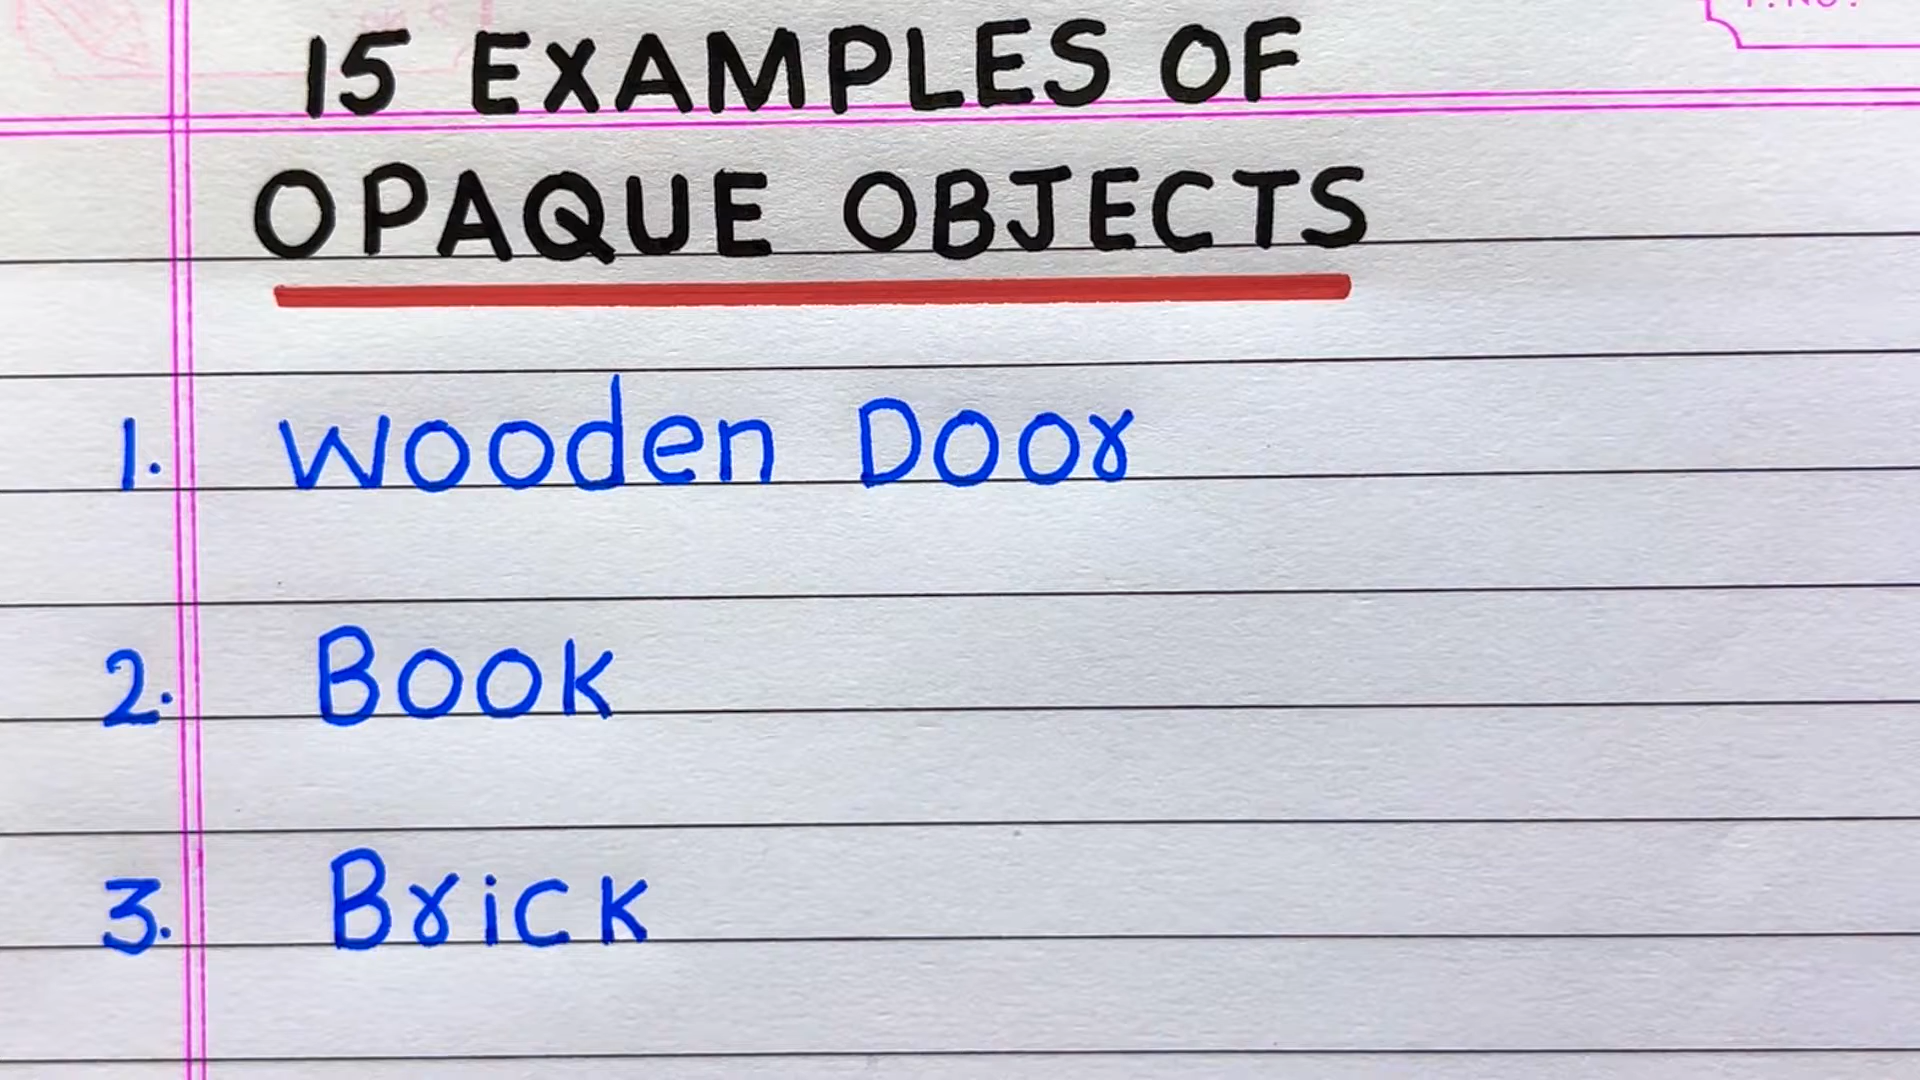 15 EXAMPLES OF
OPAQUE OBJECTS
1. Wooden Door
2. Book
3. Brick